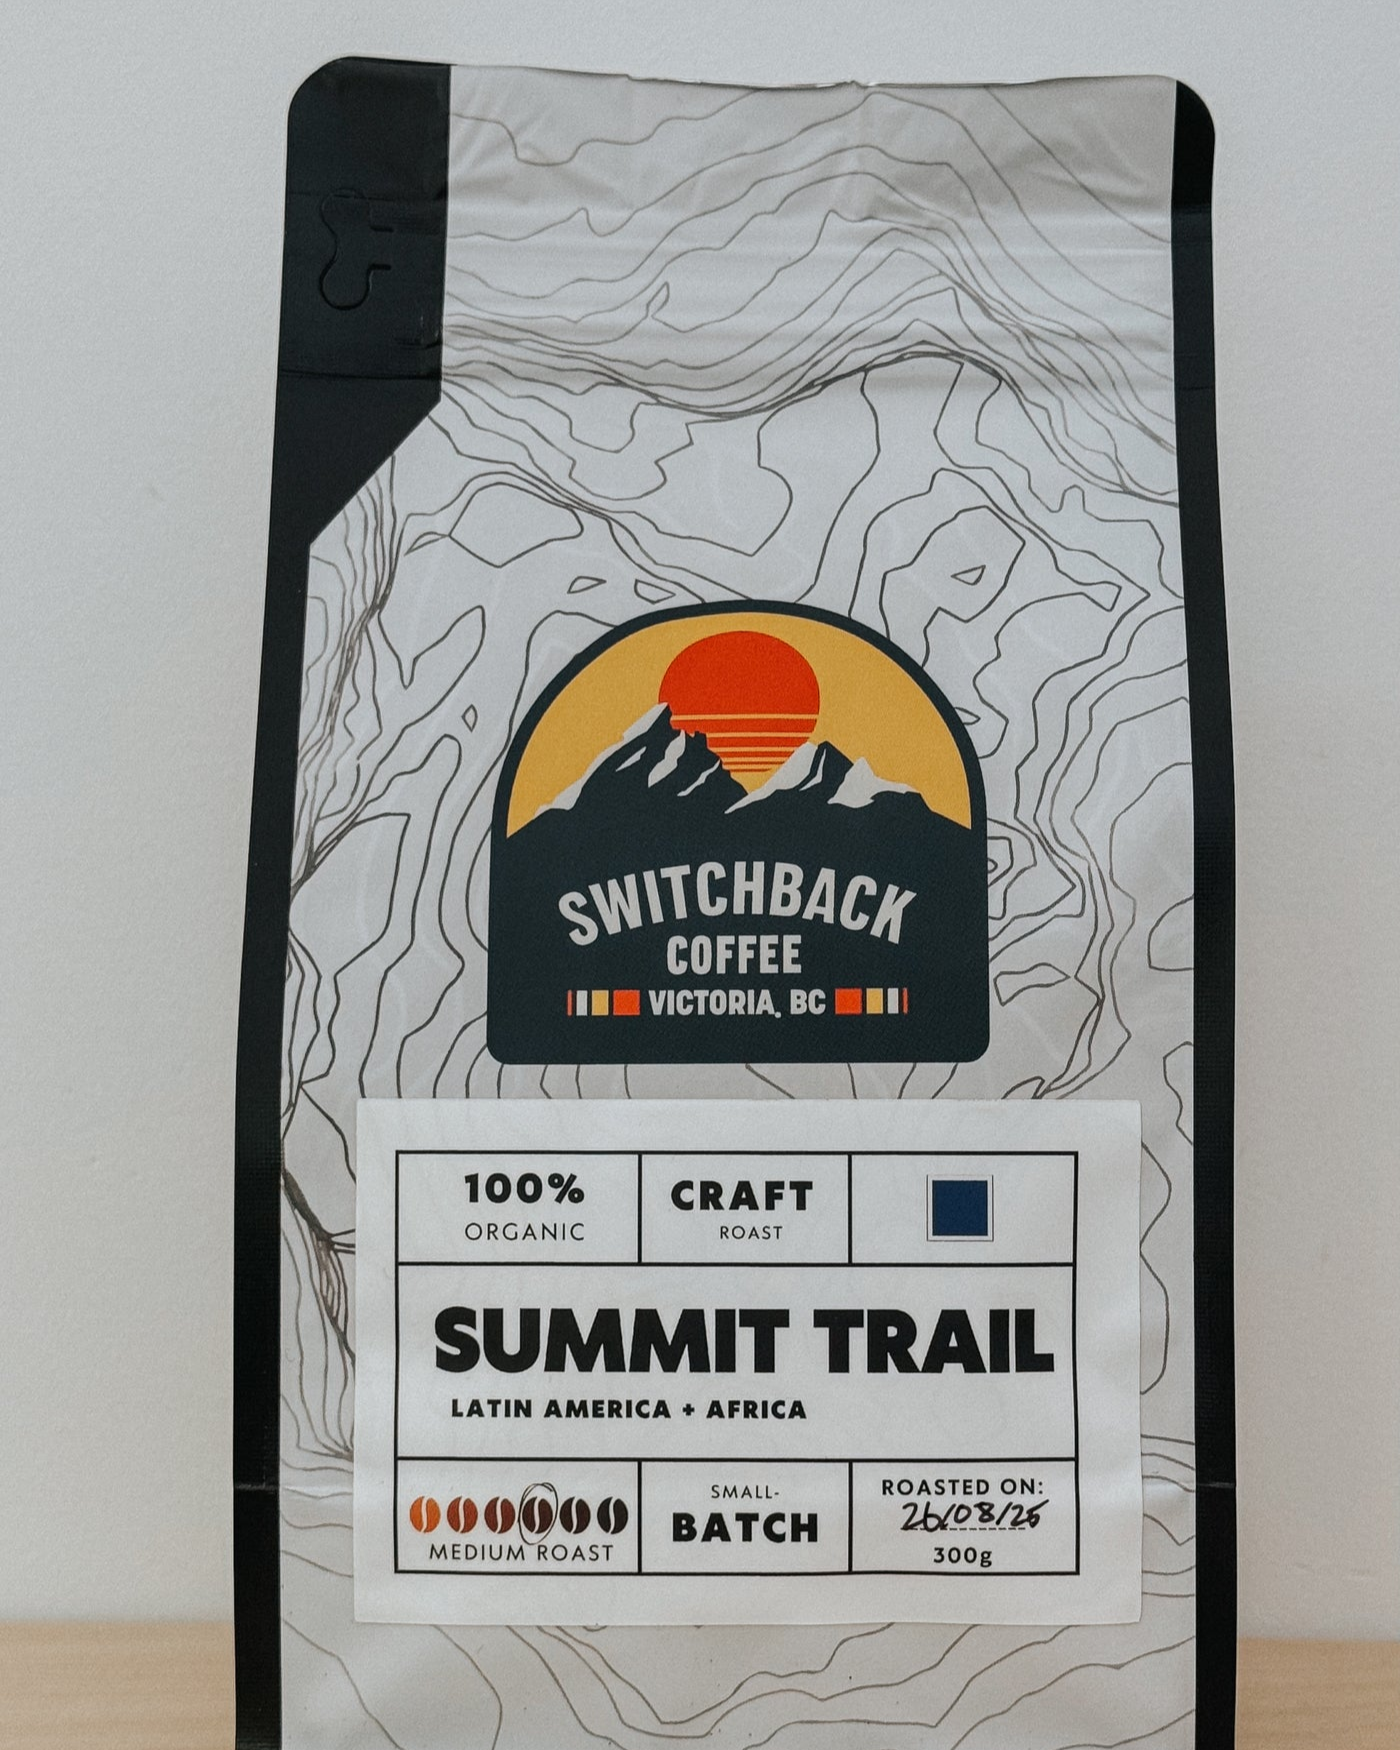 SWITCHBACK
COFFEE
VICTORIA, BC
100%
ORGANIC
CRAFT
ROAST
SUMMIT TRAIL
LATIN AMERICA + AFRICA
MEDIUM ROAST
SMALL-
BATCH
ROASTED ON:
26/08/25
300g